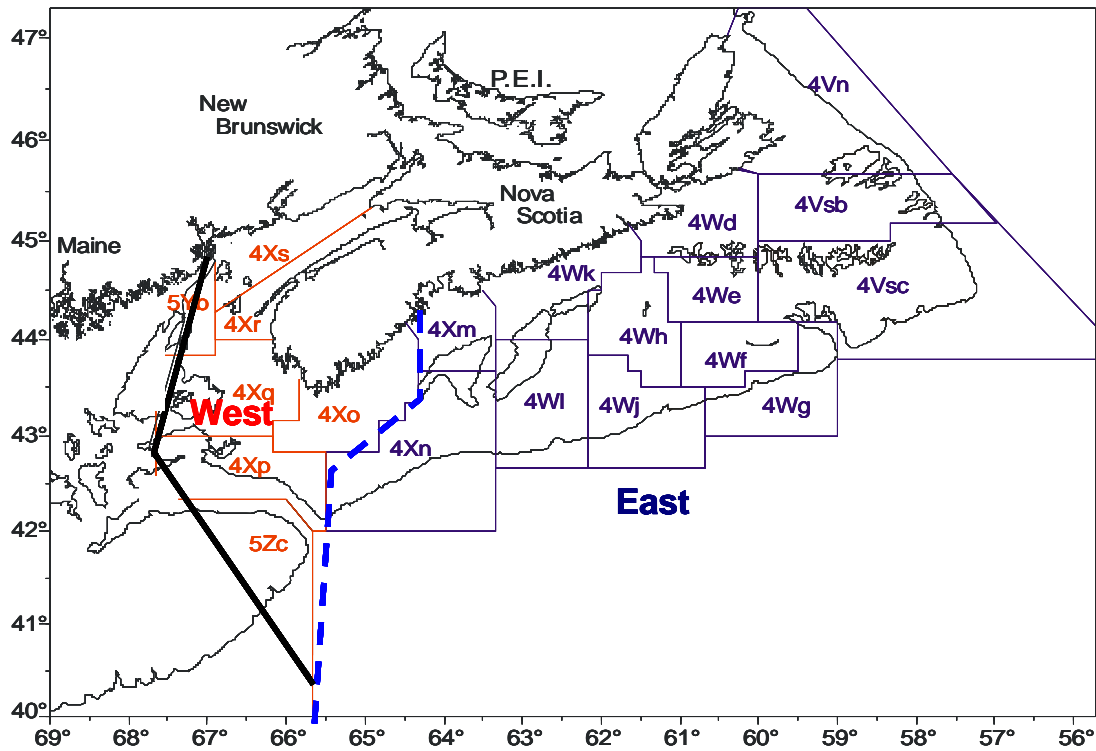 47°
P.E.I.
4Vn
New
Brunswick
46°
Nova
Scotia
4Vsb
4Wd
45°
Maine
4Xs
4Wk
4Vsc
5Yo
4We
4Xr
4Xm
44°
4Wh
4Wf
4Xq
West
4Xo
4Wl
4Wj
4Wg
43°
4Xn
4Xp
East
42°
5Zc
41°
40°
69° 68° 67° 66° 65° 64° 63° 62° 61° 60° 59° 58° 57° 56°